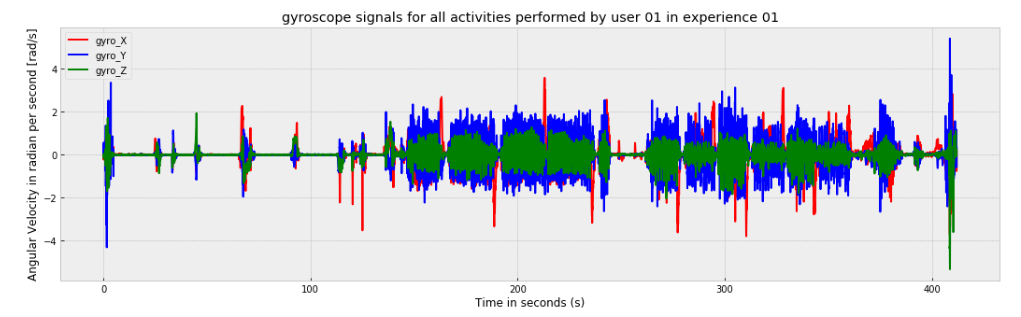 gyroscope signals for all activities performed by user 01 in experience 01
Angular Velocity in radian per second [rad/s]
gyro_X
gyro_Y
gyro_Z
4
2
0
−2
−4
0 100 200 300 400
Time in seconds (s)